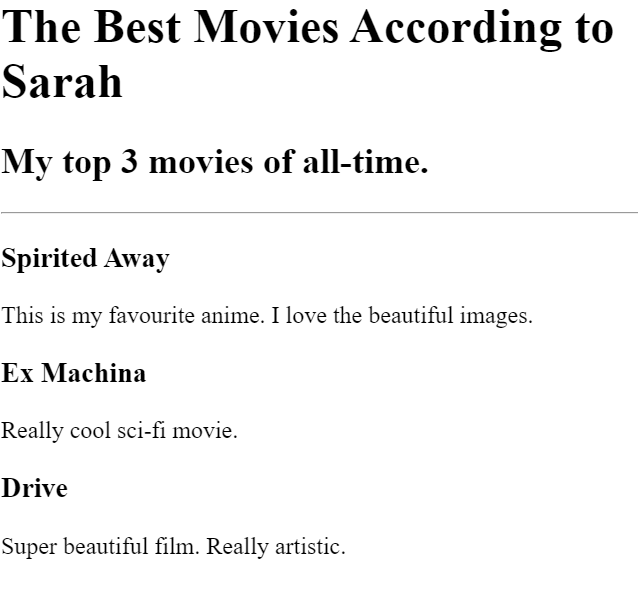 The Best Movies According to
Sarah
My top 3 movies of all-time.
Spirited Away
This is my favourite anime. I love the beautiful images.
Ex Machina
Really cool sci-fi movie.
Drive
Super beautiful film. Really artistic.